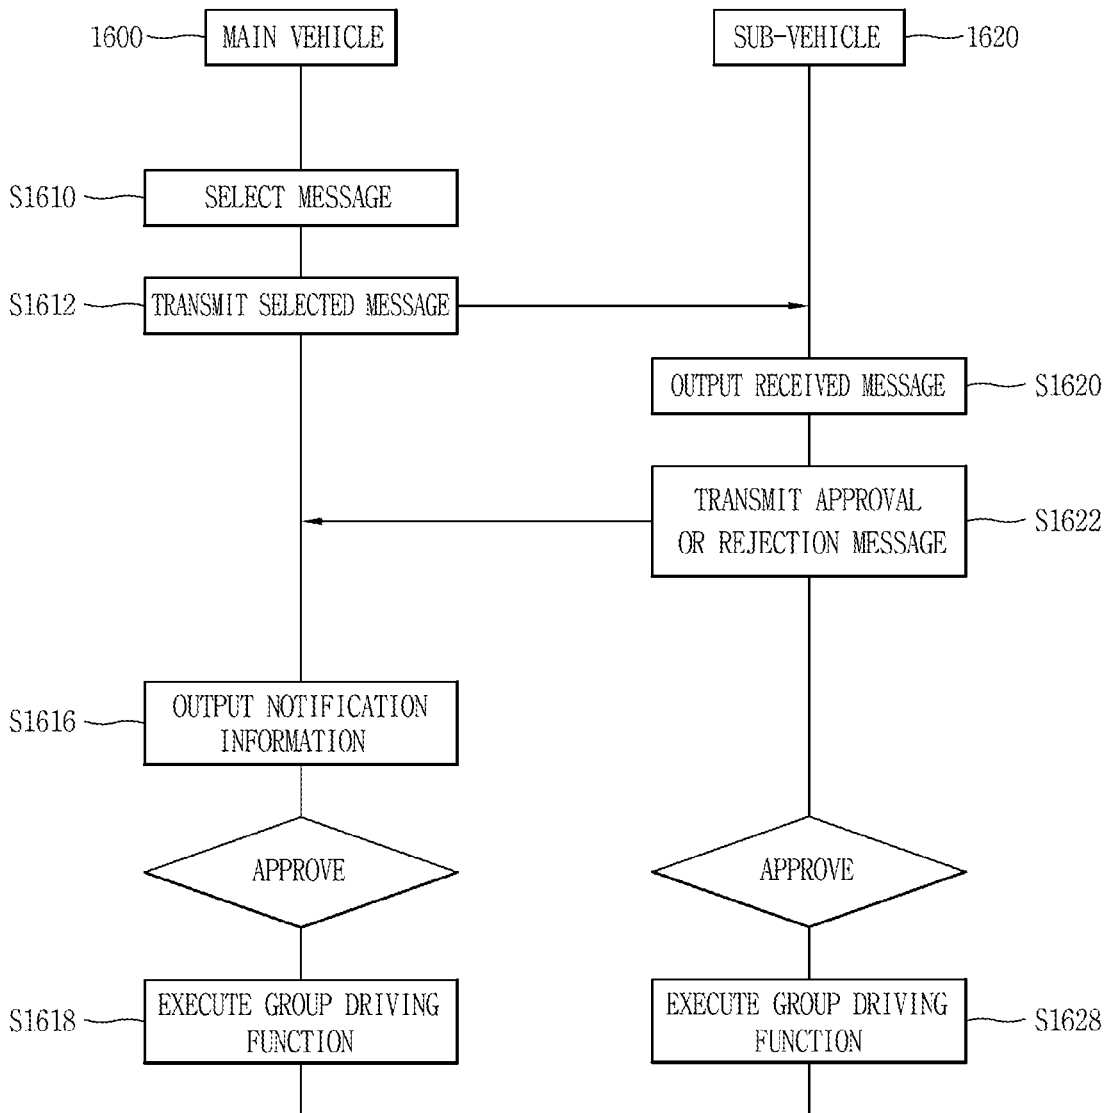 1600
MAIN VEHICLE
SUB-VEHICLE
1620
S1610
SELECT MESSAGE
S1612
TRANSMIT SELECTED MESSAGE
OUTPUT RECEIVED MESSAGE
S1620
TRANSMIT APPROVAL
OR REJECTION MESSAGE
S1622
S1616
OUTPUT NOTIFICATION
INFORMATION
APPROVE
APPROVE
S1618
EXECUTE GROUP DRIVING
FUNCTION
EXECUTE GROUP DRIVING
FUNCTION
S1628